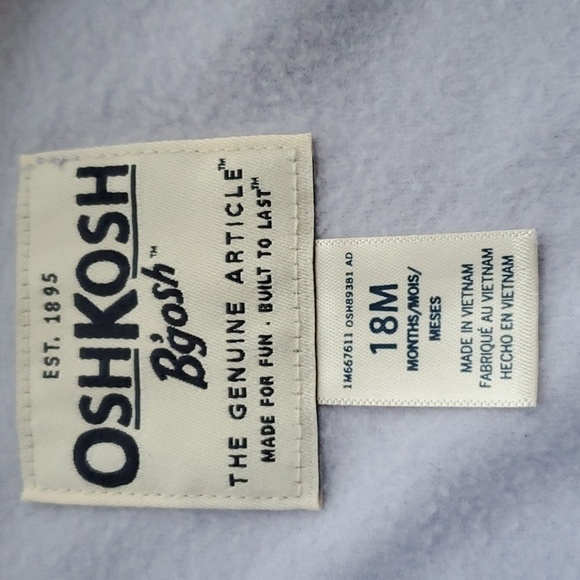 EST. 1895
OSHKOSH
B'gosh™
THE GENUINE ARTICLE™
MADE FOR FUN · BUILT TO LAST™
1M667611 OSH89381 AD
18M
MONTHS/MOIS/
MESES
MADE IN VIETNAM
FABRIQUÉ AU VIETNAM
HECHO EN VIETNAM